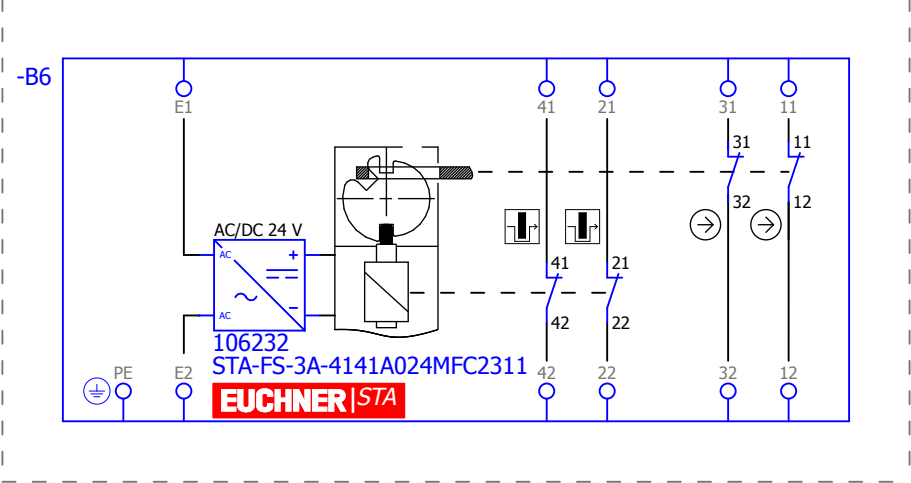 -B6
E1
41
21
31
11
31
11
32
12
AC/DC 24 V
AC
+
AC
-
41
21
42
22
106232
STA-FS-3A-4141A024MFC2311
PE
E2
42
22
32
12
EUCHNER|STA